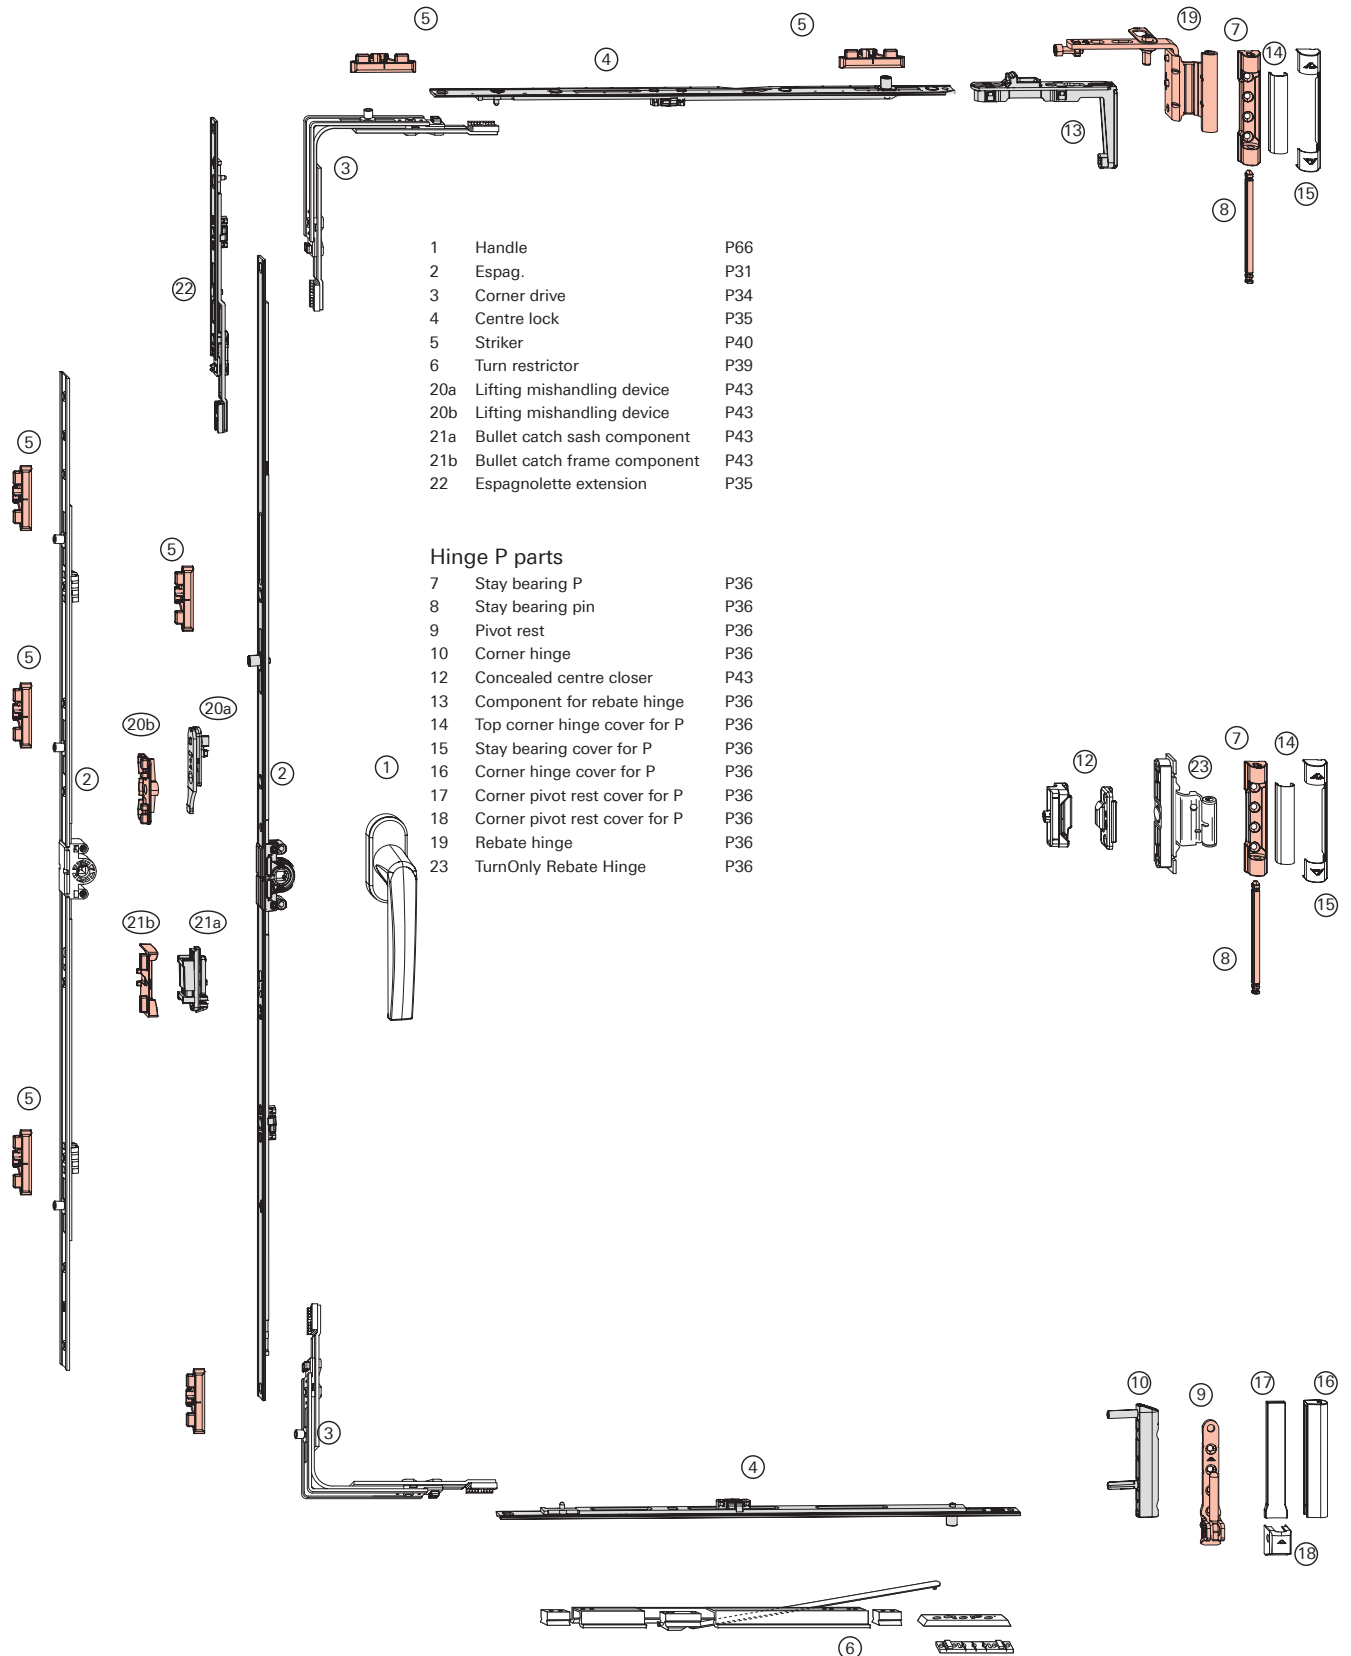 5
5
4
19
7
14
3
13
8
15
22
1 Handle P66
2 Espag. P31
3 Corner drive P34
4 Centre lock P35
5 Striker P40
6 Turn restrictor P39
20a Lifting mishandling device P43
20b Lifting mishandling device P43
21a Bullet catch sash component P43
21b Bullet catch frame component P43
22 Espagnolette extension P35
5
5
5
Hinge P parts
7 Stay bearing P P36
8 Stay bearing pin P36
9 Pivot rest P36
10 Corner hinge P36
12 Concealed centre closer P43
13 Component for rebate hinge P36
14 Top corner hinge cover for P P36
15 Stay bearing cover for P P36
16 Corner hinge cover for P P36
17 Corner pivot rest cover for P P36
18 Corner pivot rest cover for P P36
19 Rebate hinge P36
23 TurnOnly Rebate Hinge P36
20b
20a
2
2
1
12
23
7
14
15
8
21b
21a
5
3
4
10
9
17
16
18
6